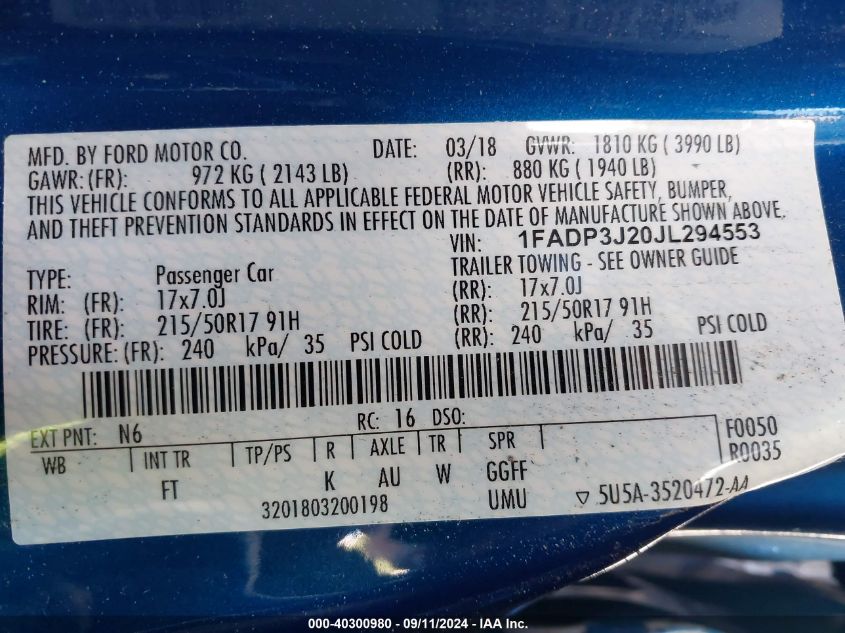 MFD. BY FORD MOTOR CO. DATE: 03/18 GVWR: 1810 KG ( 3990 LB)
GAWR: (FR): 972 KG ( 2143 LB) (RR): 880 KG ( 1940 LB)
THIS VEHICLE CONFORMS TO ALL APPLICABLE FEDERAL MOTOR VEHICLE SAFETY, BUMPER,
AND THEFT PREVENTION STANDARDS IN EFFECT ON THE DATE OF MANUFACTURE SHOWN ABOVE.
VIN: 1FADP3J20JL294553
TYPE: Passenger Car TRAILER TOWING - SEE OWNER GUIDE
RIM: (FR): 17x7.0J (RR): 17x7.0J
TIRE: (FR): 215/50R17 91H (RR): 215/50R17 91H
PRESSURE: (FR): 240 kPa/ 35 PSI COLD (RR): 240 kPa/ 35 PSI COLD
EXT PNT: N6 RC: 16 DSO: F0050
WB INT TR TP/PS R AXLE TR SPR R0035
FT K AU W GGFF
3201803200198 UMU ▽ 5U5A-3520472-AA
000-40300980 - 09/11/2024 - IAA Inc.